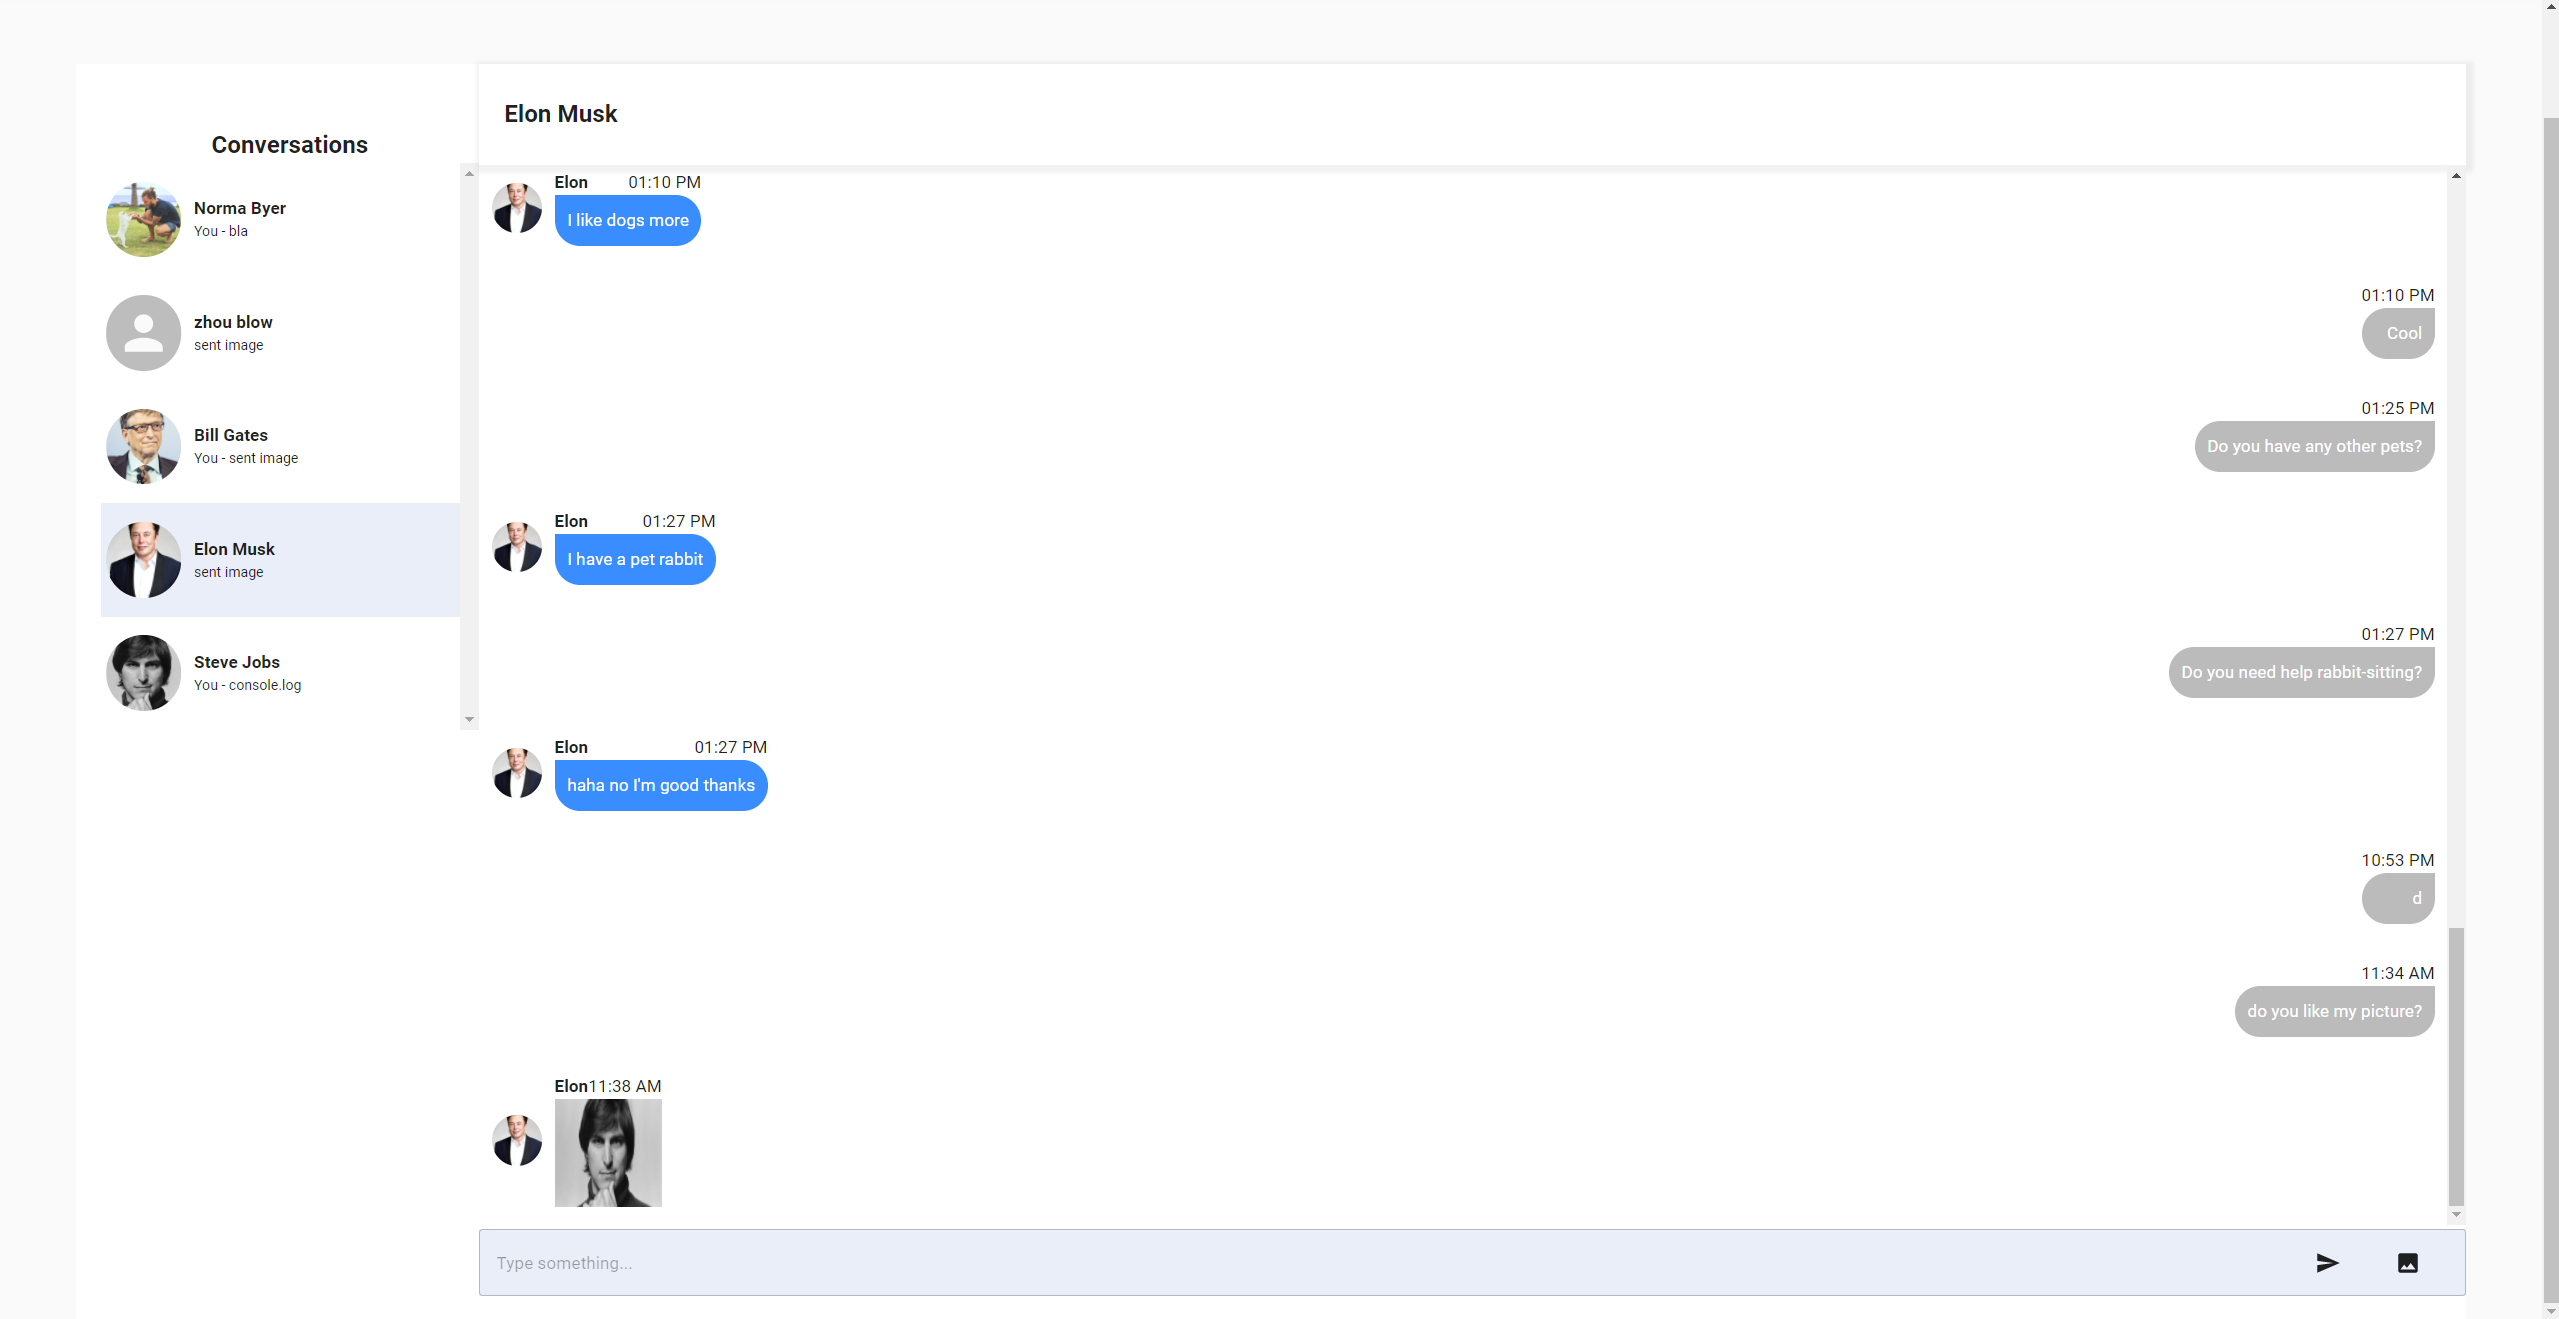 Conversations
Norma Byer
You - bla
zhou blow
sent image
Bill Gates
You - sent image
Elon Musk
sent image
Steve Jobs
You - console.log
Elon Musk
Elon 01:10 PM
I like dogs more
01:10 PM
Cool
01:25 PM
Do you have any other pets?
Elon 01:27 PM
I have a pet rabbit
01:27 PM
Do you need help rabbit-sitting?
Elon 01:27 PM
haha no I'm good thanks
10:53 PM
d
11:34 AM
do you like my picture?
Elon11:38 AM
Type something...